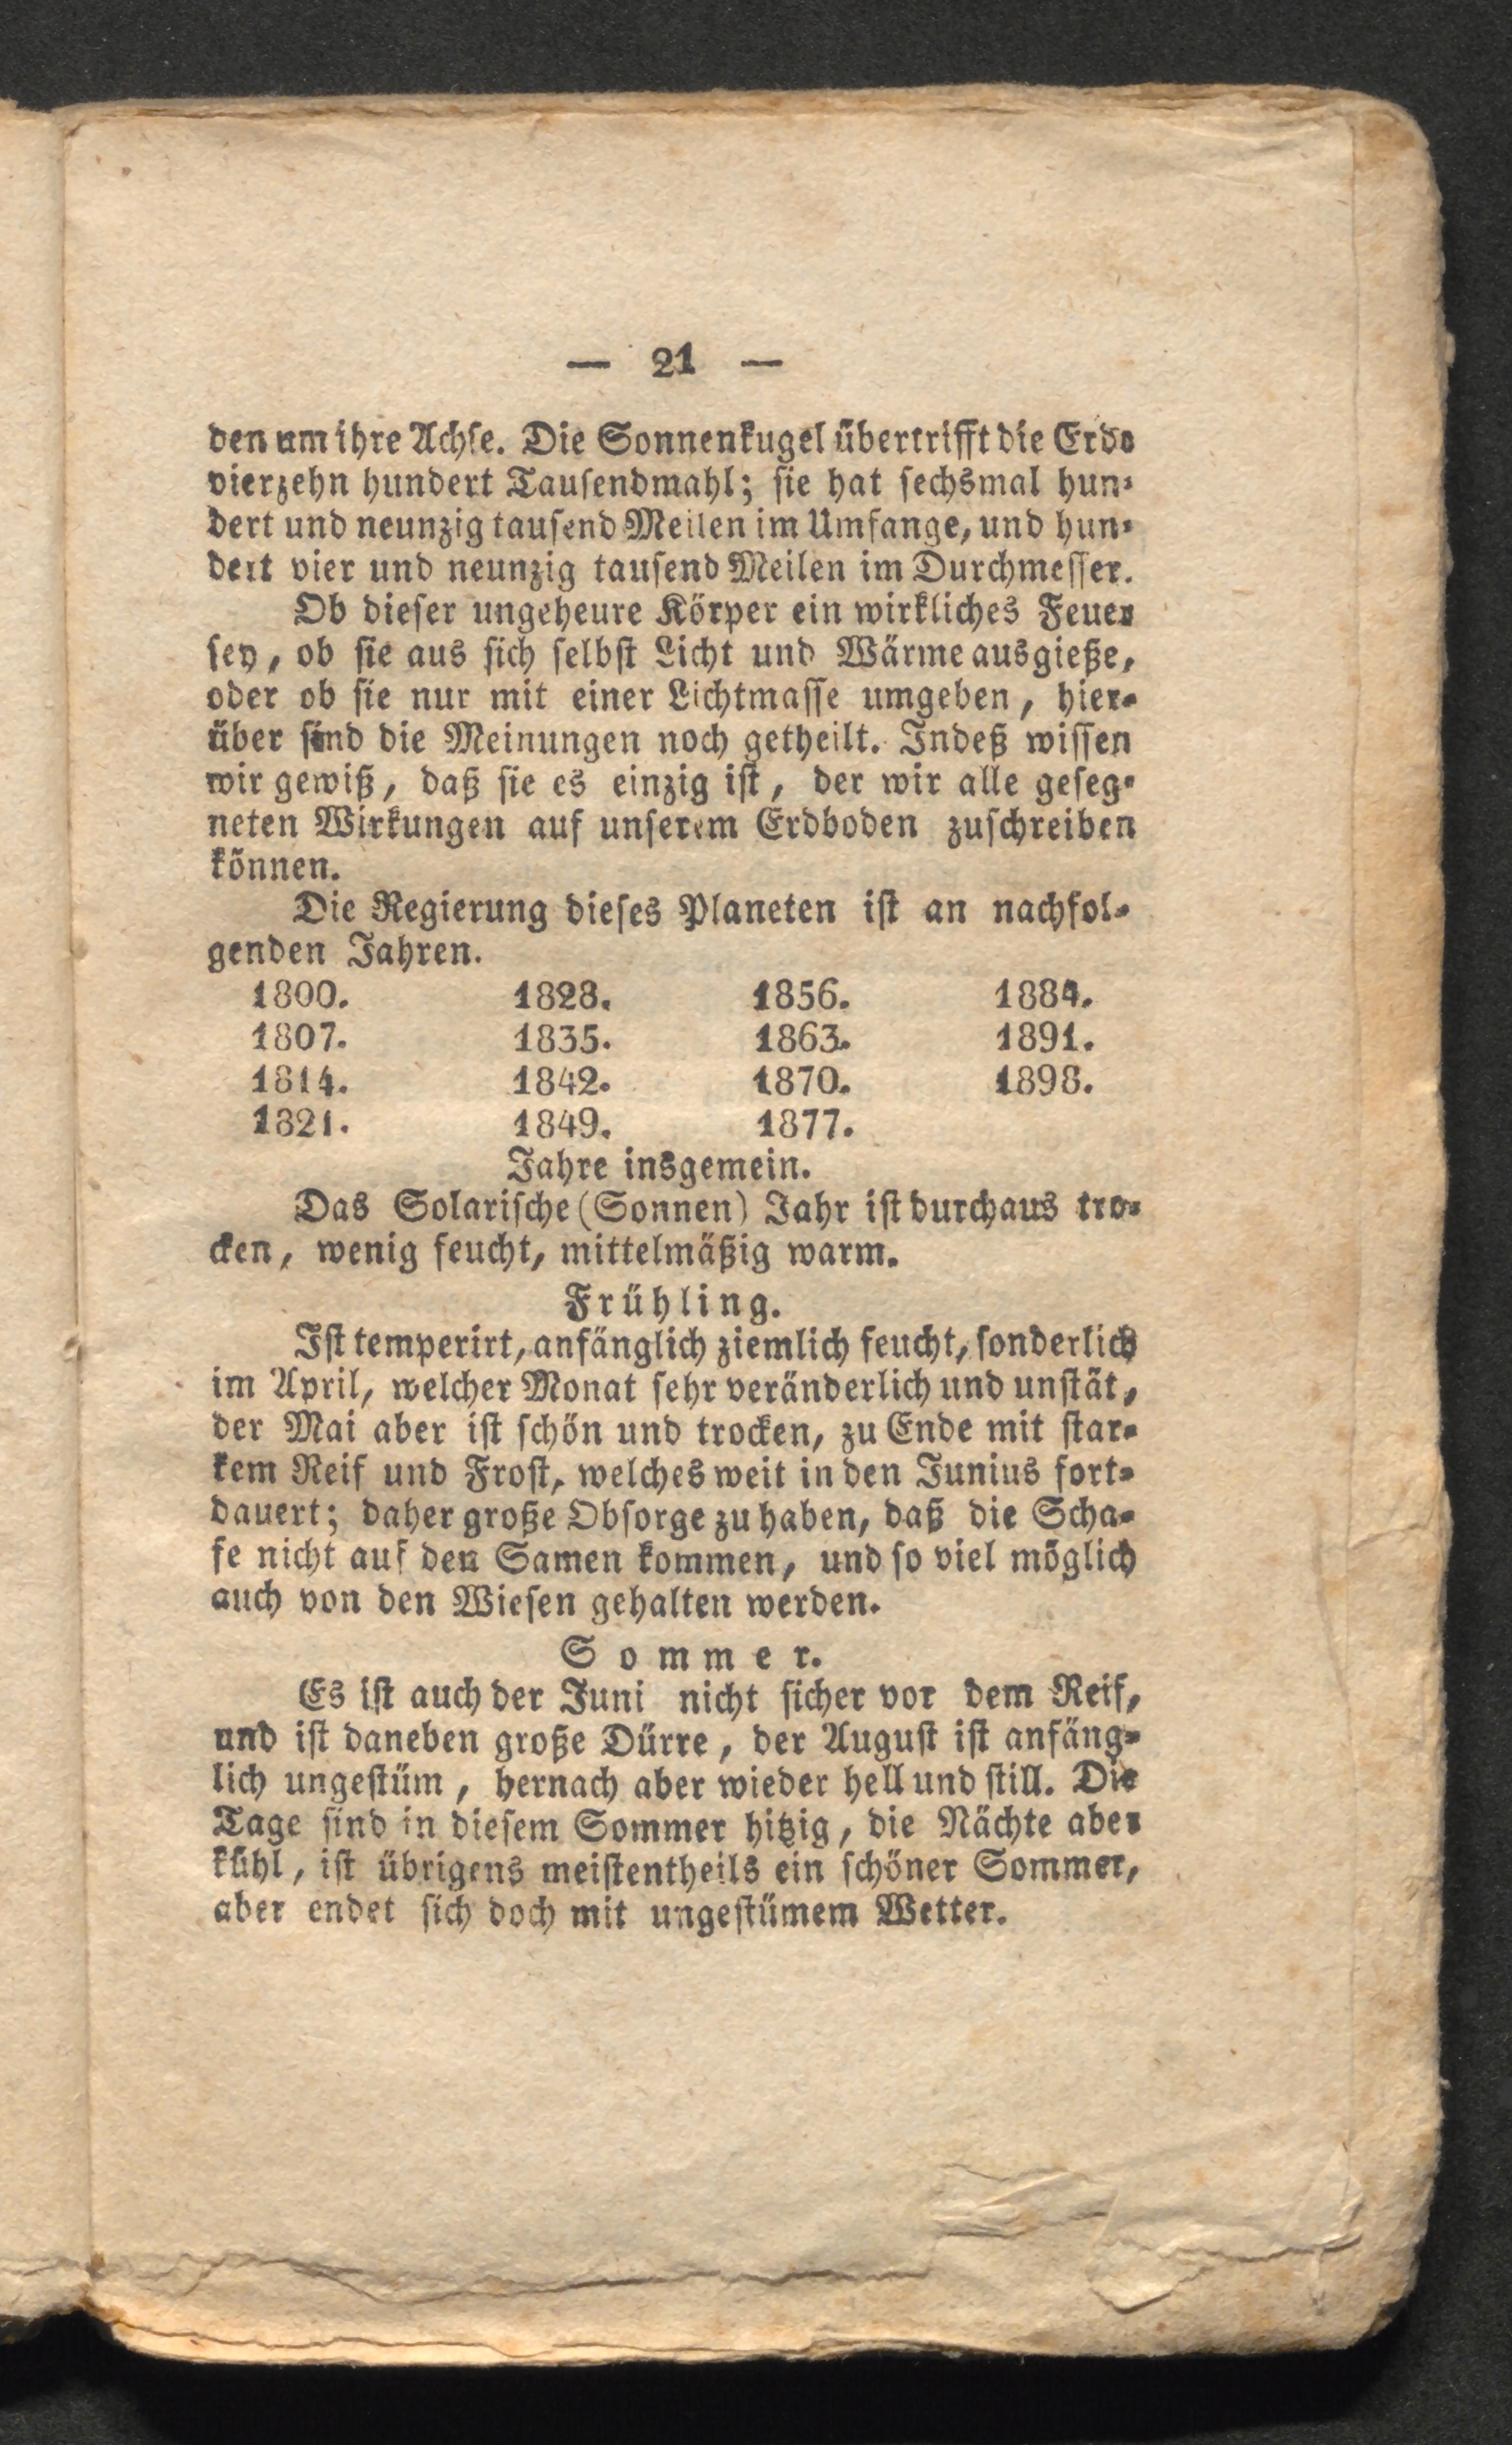 — 21 —
den um ihre Achse. Die Sonnenkugel übertrifft die Erde
vierzehn hundert Tausendmahl; sie hat sechsmal hun-
dert und neunzig tausend Meilen im Umfange, und hun-
dert vier und neunzig tausend Meilen im Durchmesser.
Ob dieser ungeheure Körper ein wirkliches Feuer
sey, ob sie aus sich selbst Licht und Wärme ausgieße,
oder ob sie nur mit einer Lichtmasse umgeben, hier-
über sind die Meinungen noch getheilt. Indeß wissen
wir gewiß, daß sie es einzig ist, der wir alle geseg-
neten Wirkungen auf unserem Erdboden zuschreiben
können.
Die Regierung dieses Planeten ist an nachfol-
genden Jahren.
1800. 1828. 1856. 1884.
1807. 1835. 1863. 1891.
1814. 1842. 1870. 1898.
1821. 1849. 1877.
Jahre insgemein.
Das Solarische (Sonnen) Jahr ist durchaus tro-
cken, wenig feucht, mittelmäßig warm.
Frühling.
Ist temperirt, anfänglich ziemlich feucht, sonderlich
im April, welcher Monat sehr veränderlich und unstät,
der Mai aber ist schön und trocken, zu Ende mit star-
kem Reif und Frost, welches weit in den Junius fort-
dauert; daher große Obsorge zu haben, daß die Scha-
fe nicht auf den Samen kommen, und so viel möglich
auch von den Wiesen gehalten werden.
Sommer.
Es ist auch der Juni nicht sicher vor dem Reif,
und ist daneben große Dürre, der August ist anfäng-
lich ungestüm, hernach aber wieder hell und still. Die
Tage sind in diesem Sommer hitzig, die Nächte aber
kühl, ist übrigens meistentheils ein schöner Sommer,
aber endet sich doch mit ungestümem Wetter.